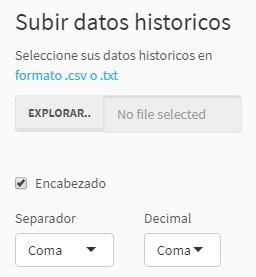 Subir datos historicos
Seleccione sus datos historicos en
formato .csv o .txt
EXPLORAR.. No file selected
Encabezado
Separador Decimal
Coma Coma